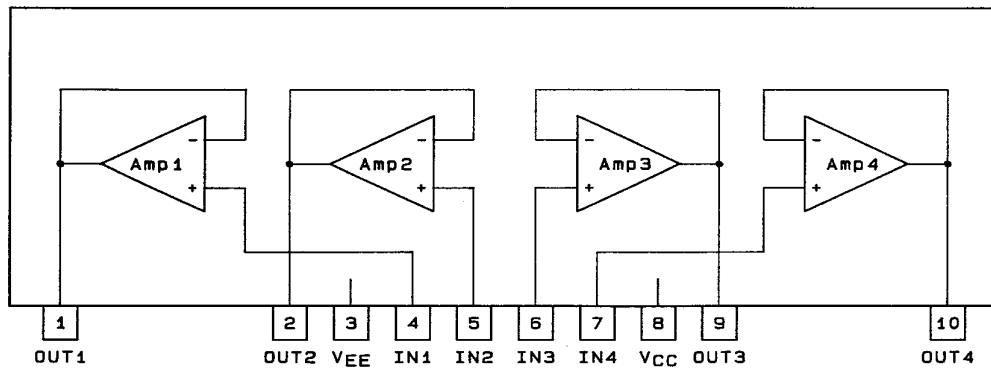 Amp1 Amp2 Amp3 Amp4
− − − −
+ + + +
1 2 3 4 5 6 7 8 9 10
OUT1 OUT2 VEE IN1 IN2 IN3 IN4 VCC OUT3 OUT4